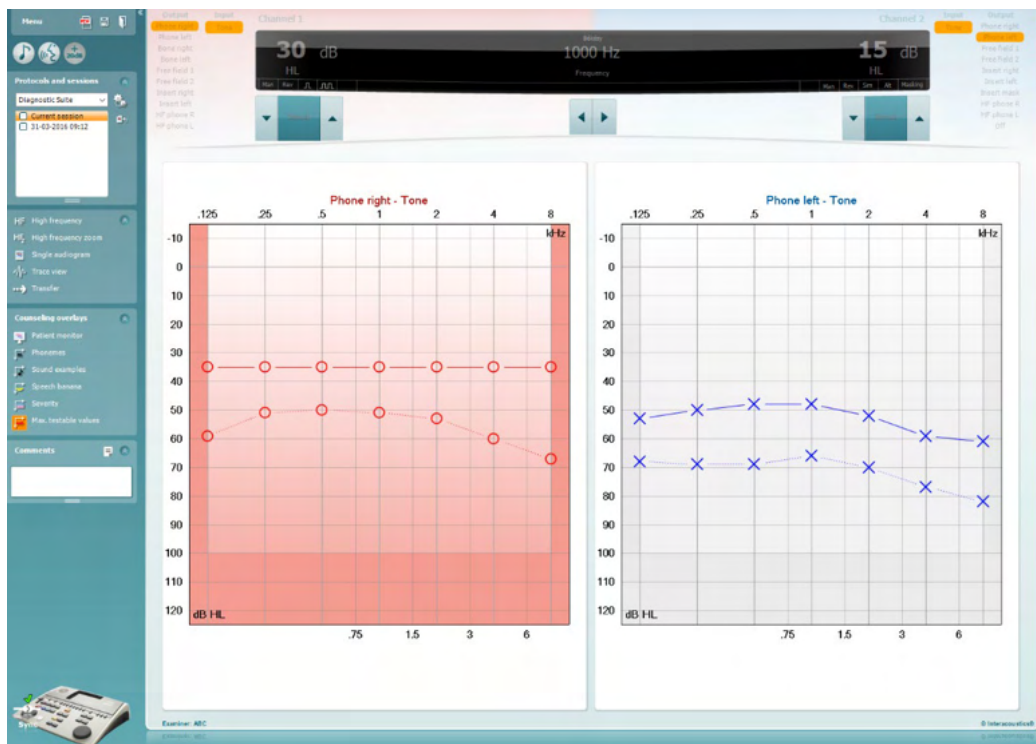 Menu
Protocols and sessions
Diagnostic Suite
Current session
31-03-2016 09:12
HF High frequency
HF High frequency zoom
Single audiogram
Trace view
Transfer
Counseling overlays
Patient monitor
Phonemes
Sound examples
Speech banana
Severity
Max. testable values
Comments
Sync
Output
Phone right
Phone left
Bone right
Bone left
Free field 1
Free field 2
Insert right
Insert left
HF phone R
HF phone L
Input
Tone
Channel 1
30 dB
HL
Man Rev
1000 Hz
Frequency
15 dB
HL
Man Rev Sim Alt Masking
Channel 2
Input
Tone
Output
Phone right
Phone left
Free field 1
Free field 2
Insert right
Insert left
Insert mask
HF phone R
HF phone L
Off
Phone right - Tone
.125 .25 .5 1 2 4 8
kHz
-10
0
10
20
30
40
50
60
70
80
90
100
110
120
dB HL
.75 1.5 3 6
Phone left - Tone
.125 .25 .5 1 2 4 8
kHz
-10
0
10
20
30
40
50
60
70
80
90
100
110
120
dB HL
.75 1.5 3 6
Examiner: ABC
© Interacoustics®